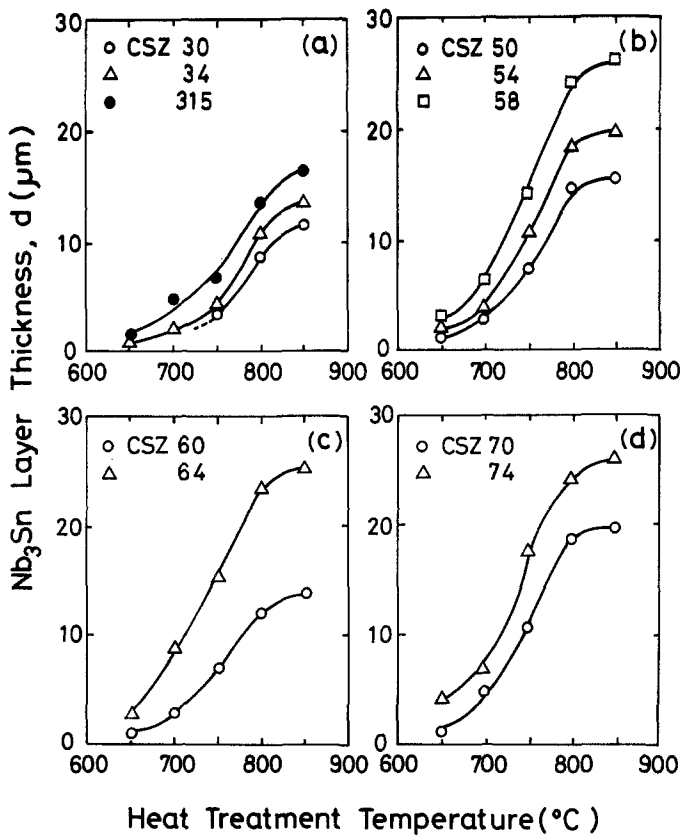 Nb₃Sn Layer Thickness, d (μm)
30
20
10
0
(a)
CSZ 30
34
315
600 700 800 900
(b)
CSZ 50
54
58
30
20
10
0
600 700 800 900
30
20
10
0
(c)
CSZ 60
64
600 700 800 900
(d)
CSZ 70
74
30
20
10
0
600 700 800 900
Heat Treatment Temperature (°C)